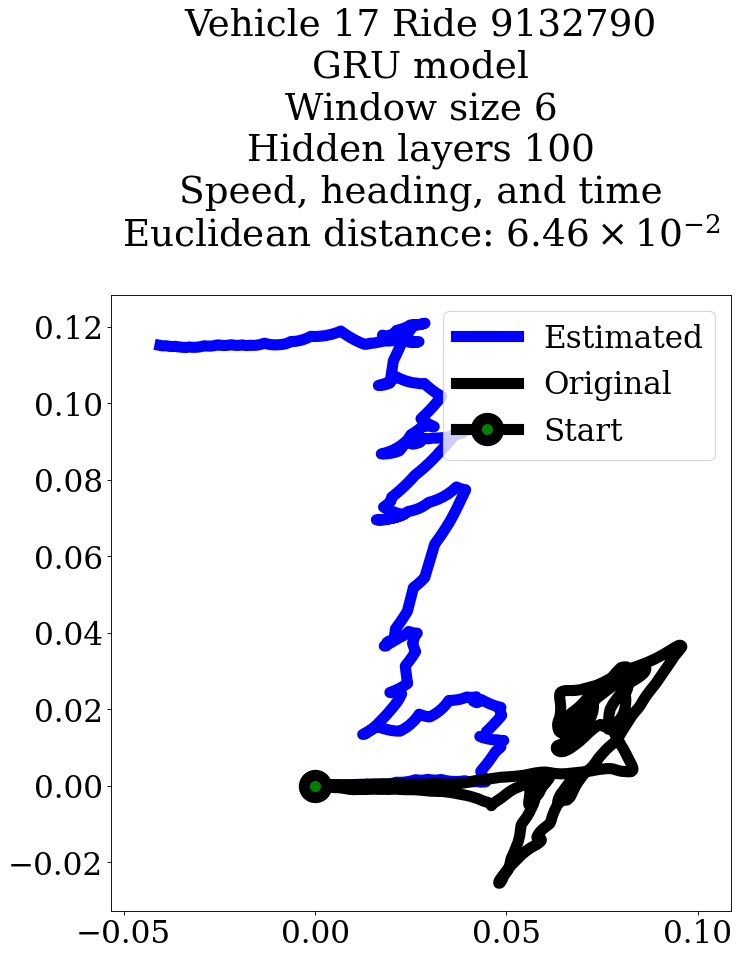 Vehicle 17 Ride 9132790
GRU model
Window size 6
Hidden layers 100
Speed, heading, and time
Euclidean distance: 6.46 × 10⁻²
Estimated
Original
Start
0.12
0.10
0.08
0.06
0.04
0.02
0.00
−0.02
−0.05 0.00 0.05 0.10